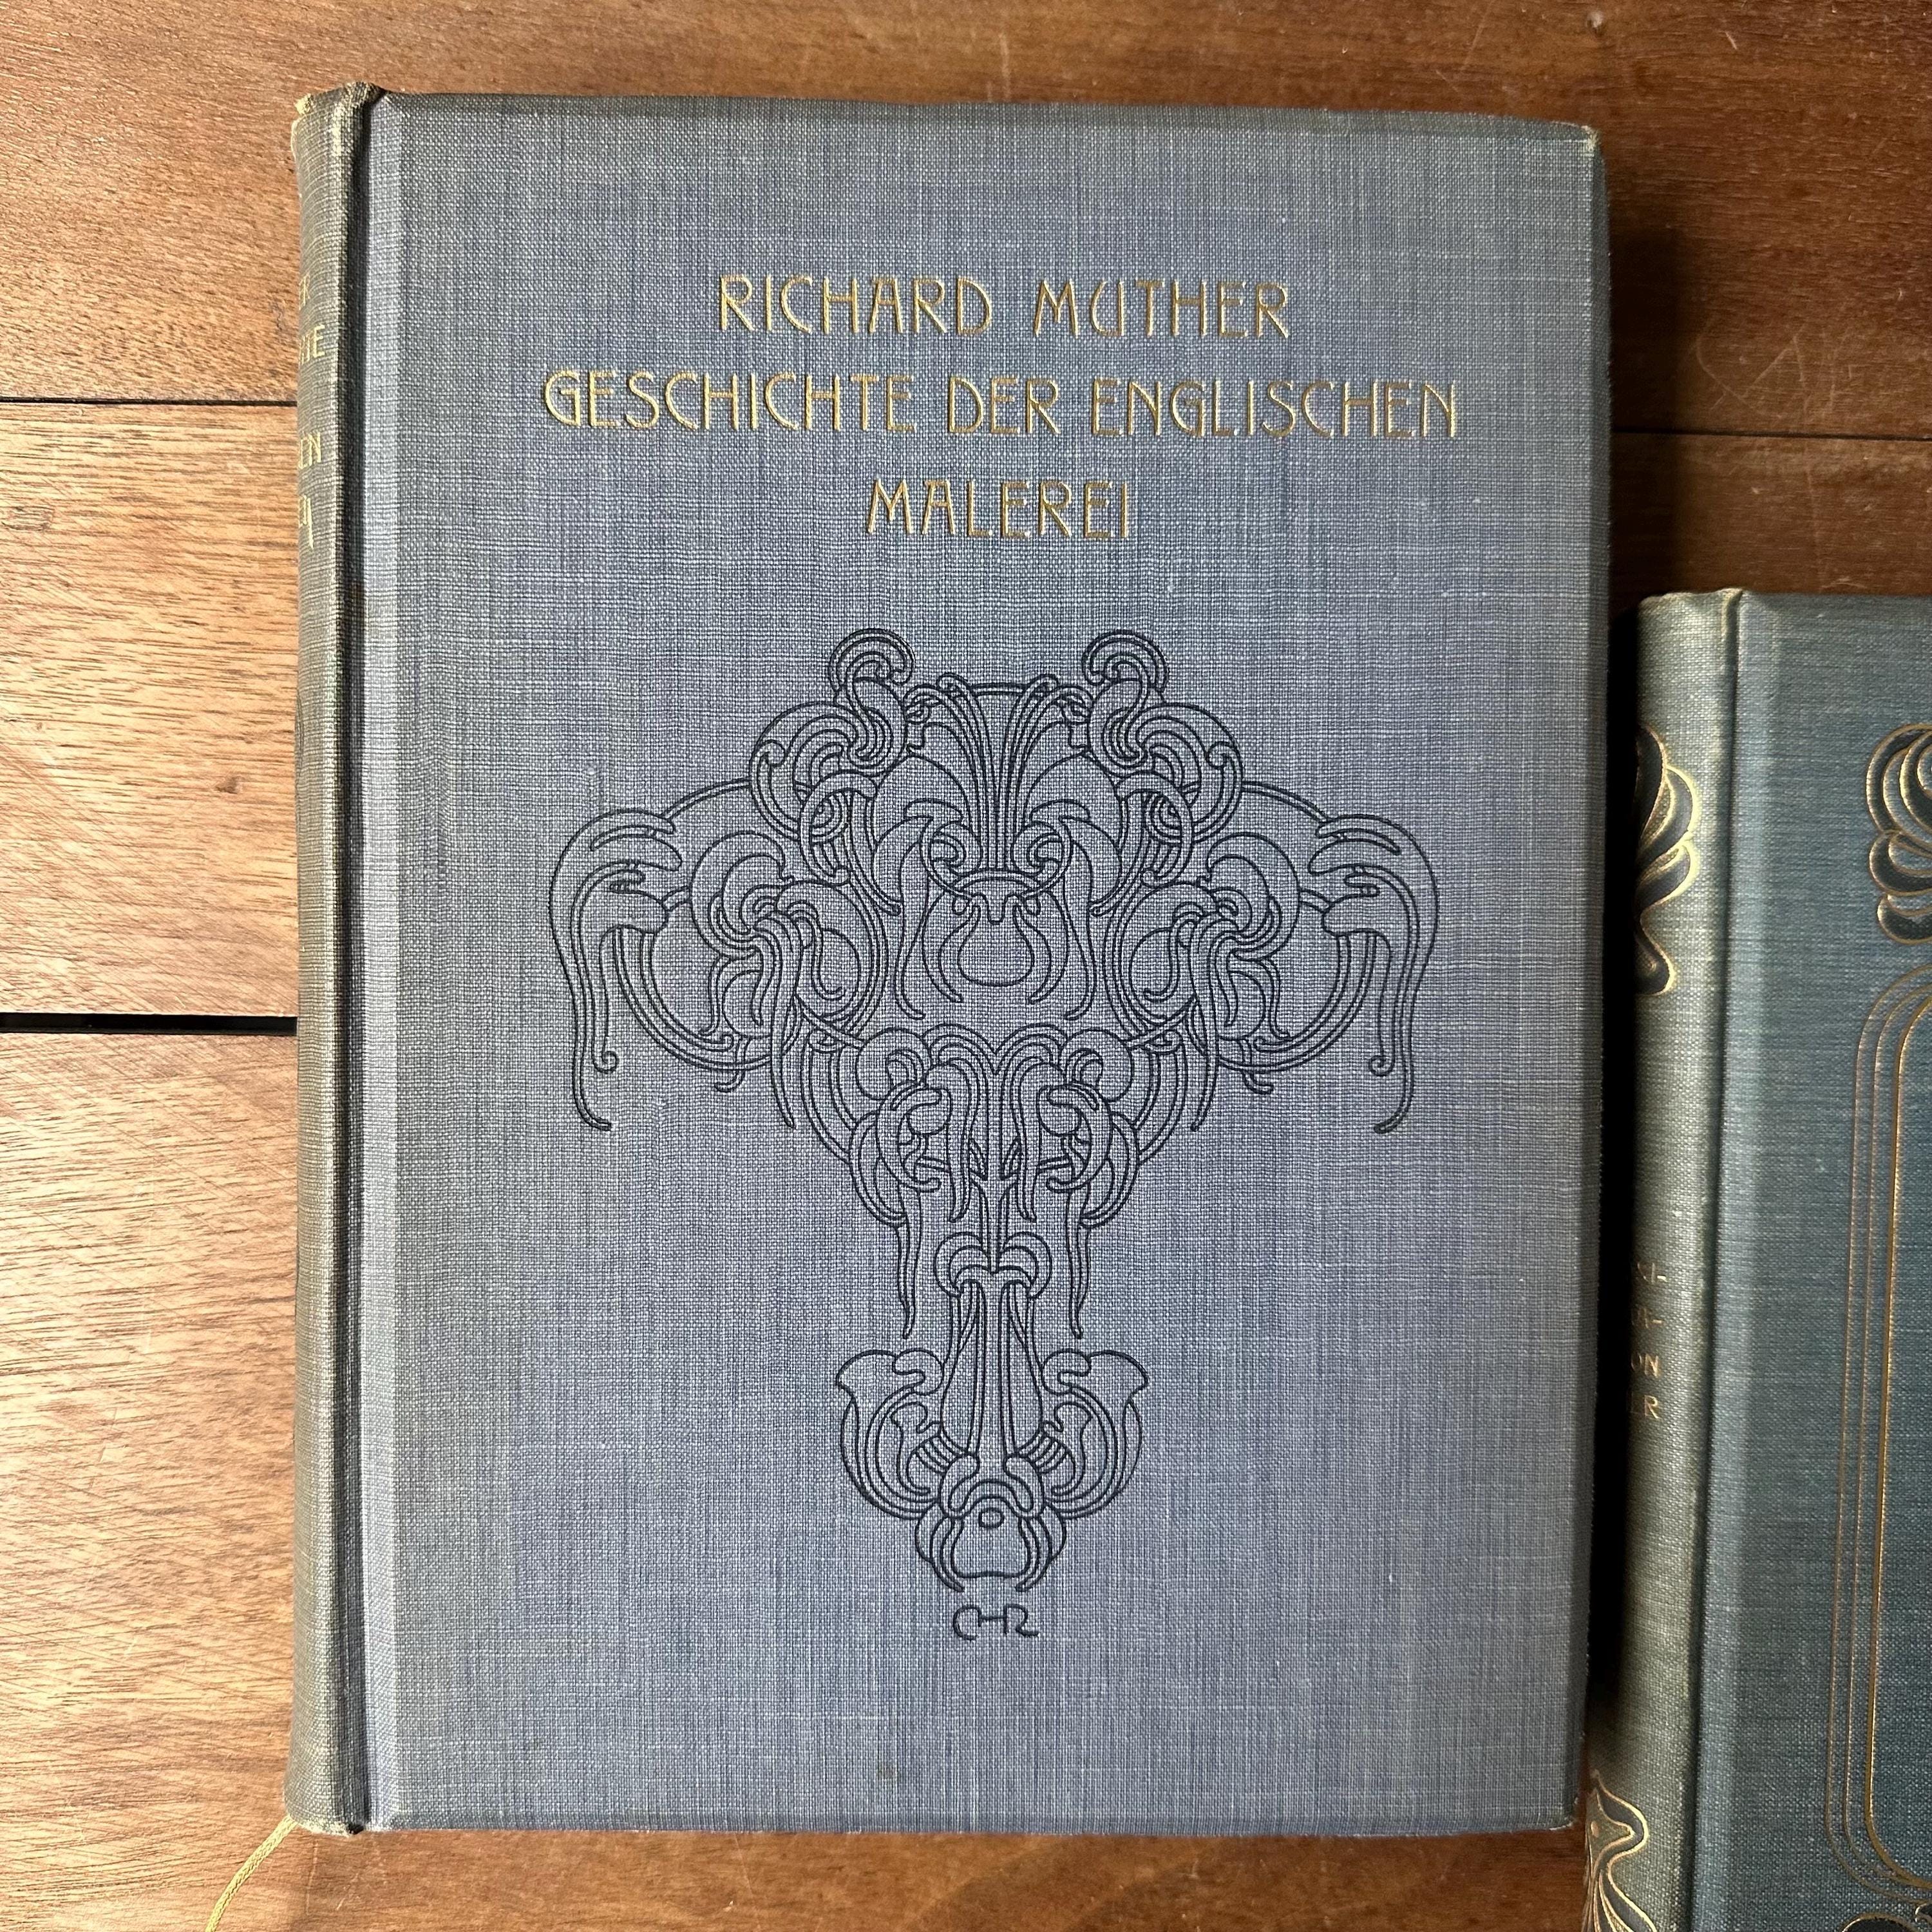 RICHARD MUTHER
GESCHICHTE DER ENGLISCHEN
MALEREI
CHR